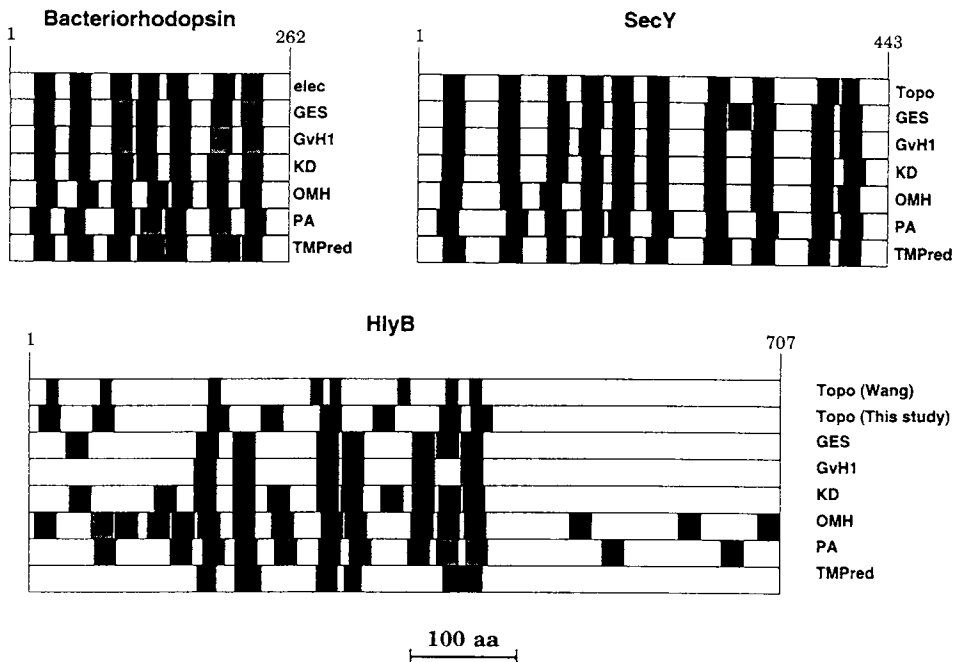 Bacteriorhodopsin
1 262
elec
GES
GvH1
KD
OMH
PA
TMPred
SecY
1 443
Topo
GES
GvH1
KD
OMH
PA
TMPred
HlyB
1 707
Topo (Wang)
Topo (This study)
GES
GvH1
KD
OMH
PA
TMPred
100 aa